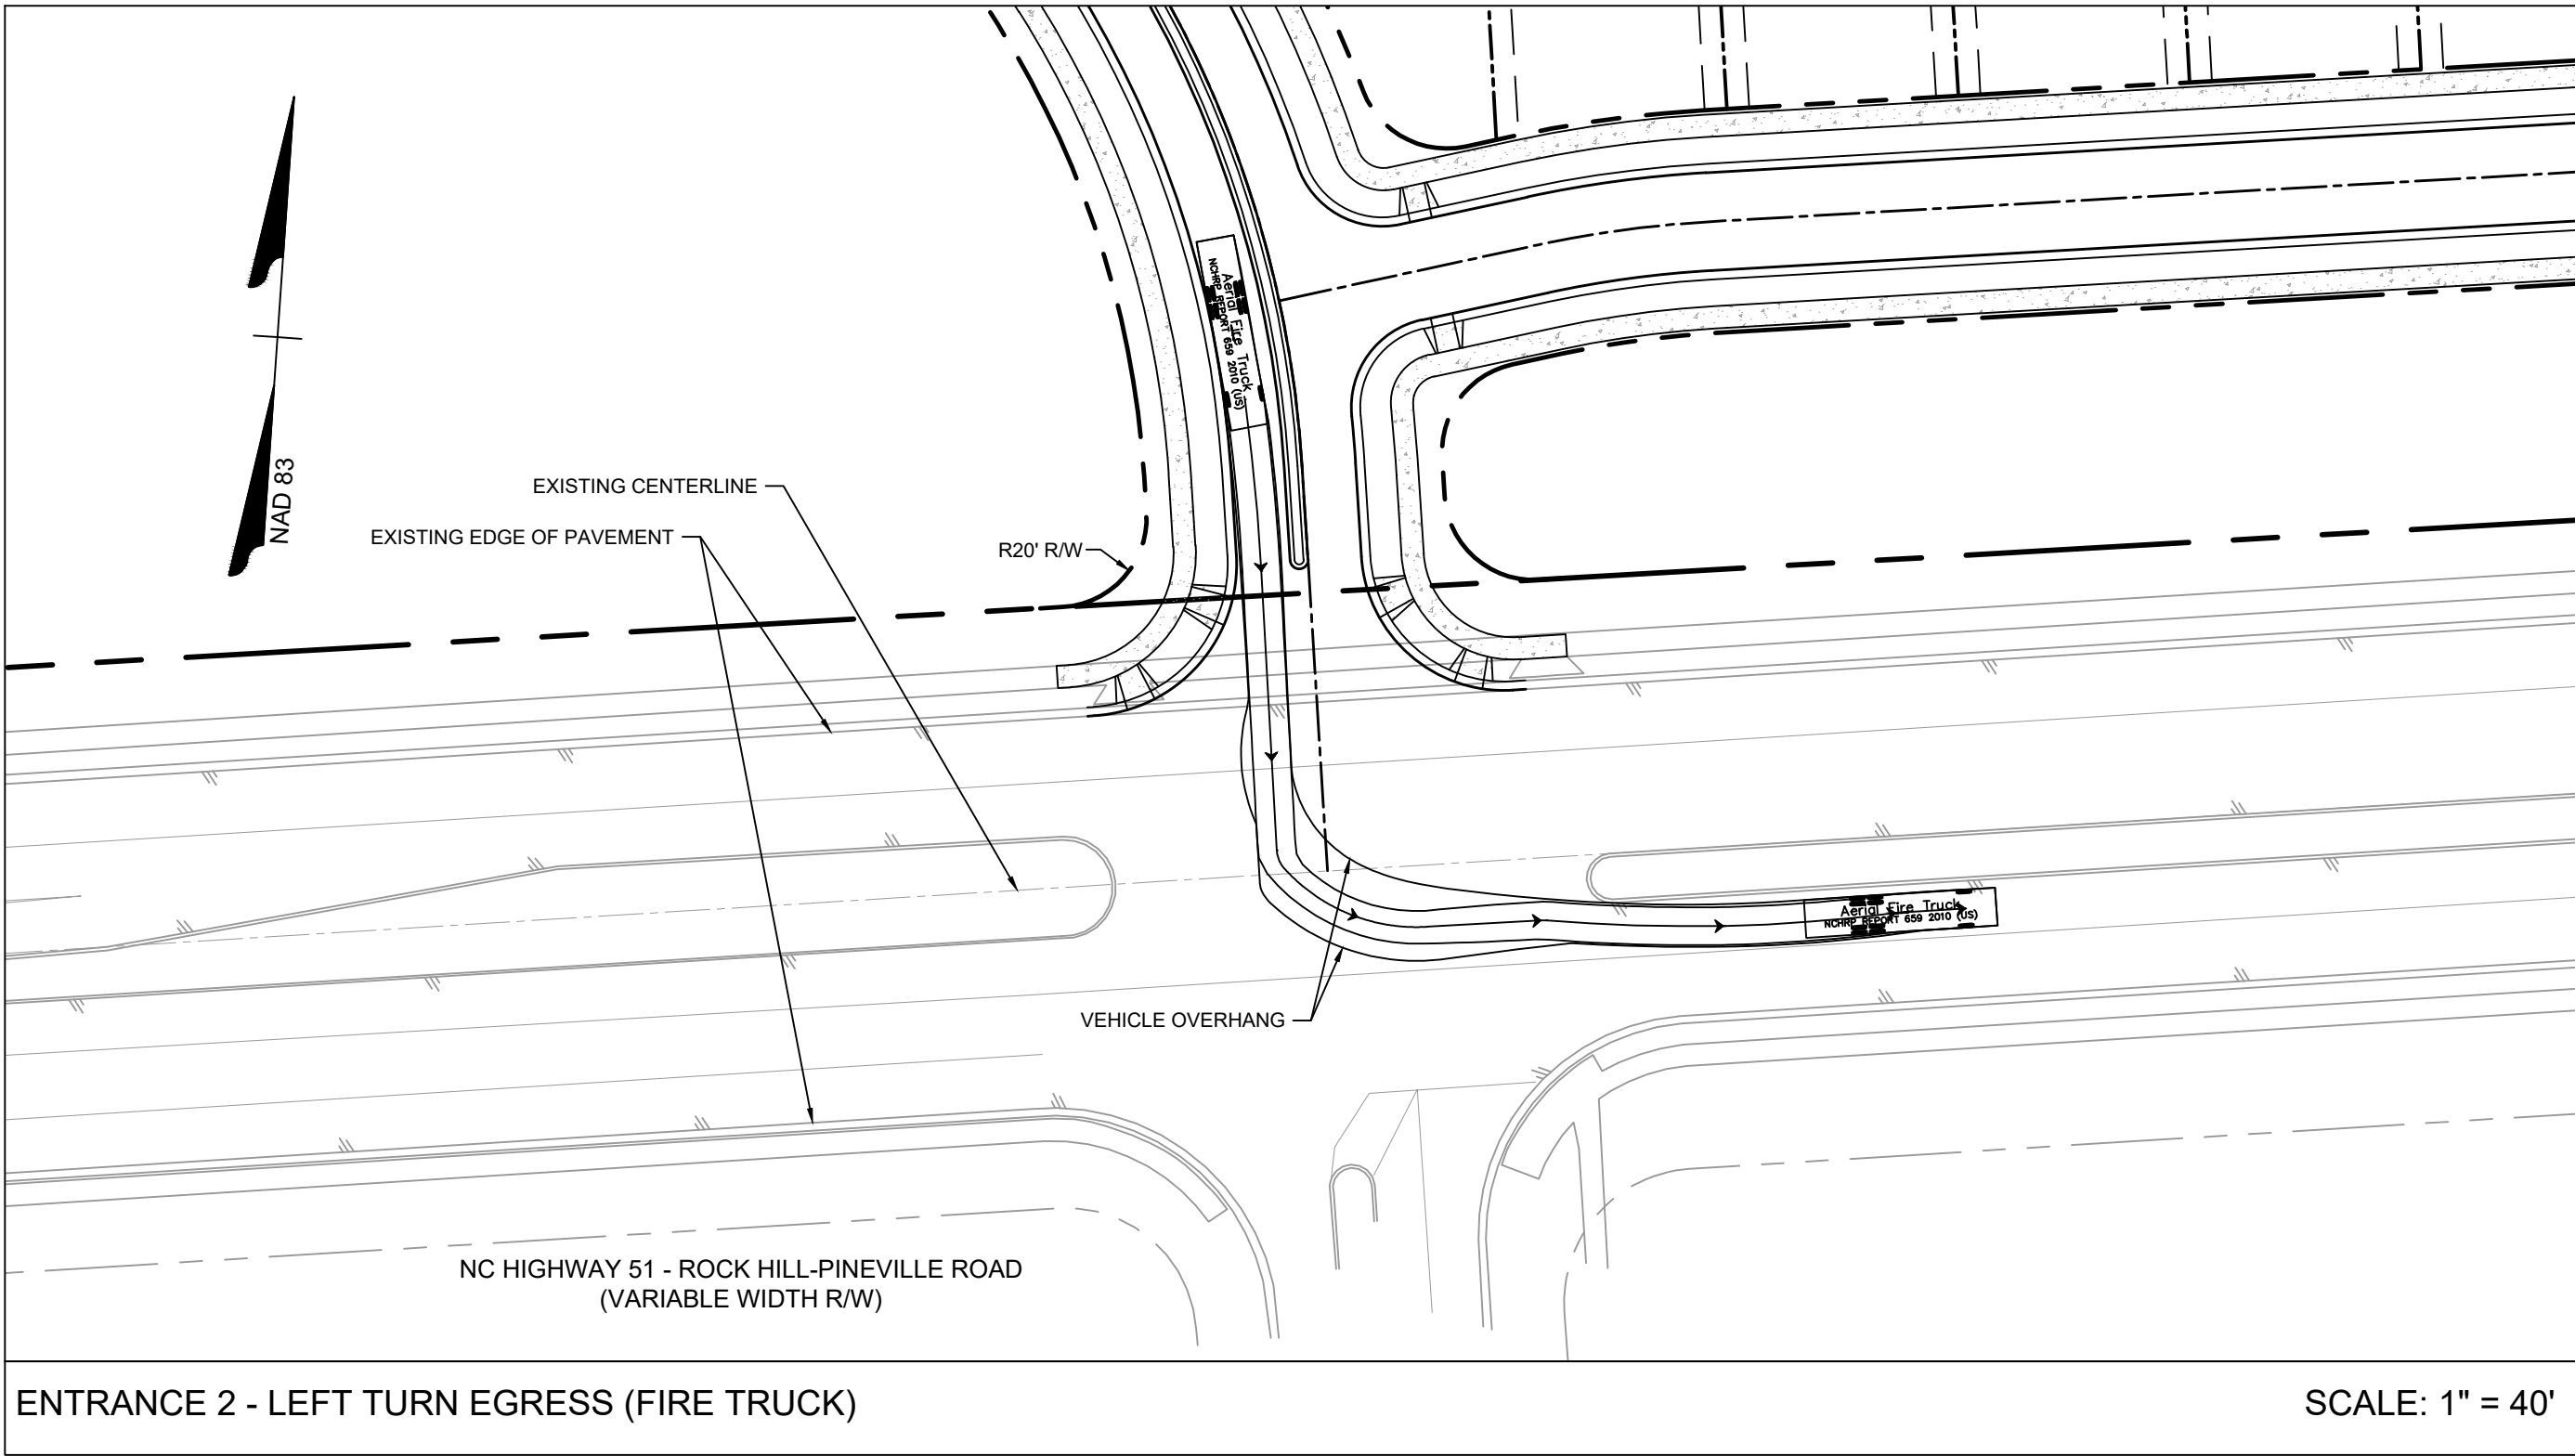 Aerial Fire Truck
NCHRP REPORT 659 2010 (US)
NAD 83
EXISTING CENTERLINE
EXISTING EDGE OF PAVEMENT
R20' R/W
Aerial Fire Truck
NCHRP REPORT 659 2010 (US)
VEHICLE OVERHANG
NC HIGHWAY 51 - ROCK HILL-PINEVILLE ROAD
(VARIABLE WIDTH R/W)
ENTRANCE 2 - LEFT TURN EGRESS (FIRE TRUCK)
SCALE: 1" = 40'